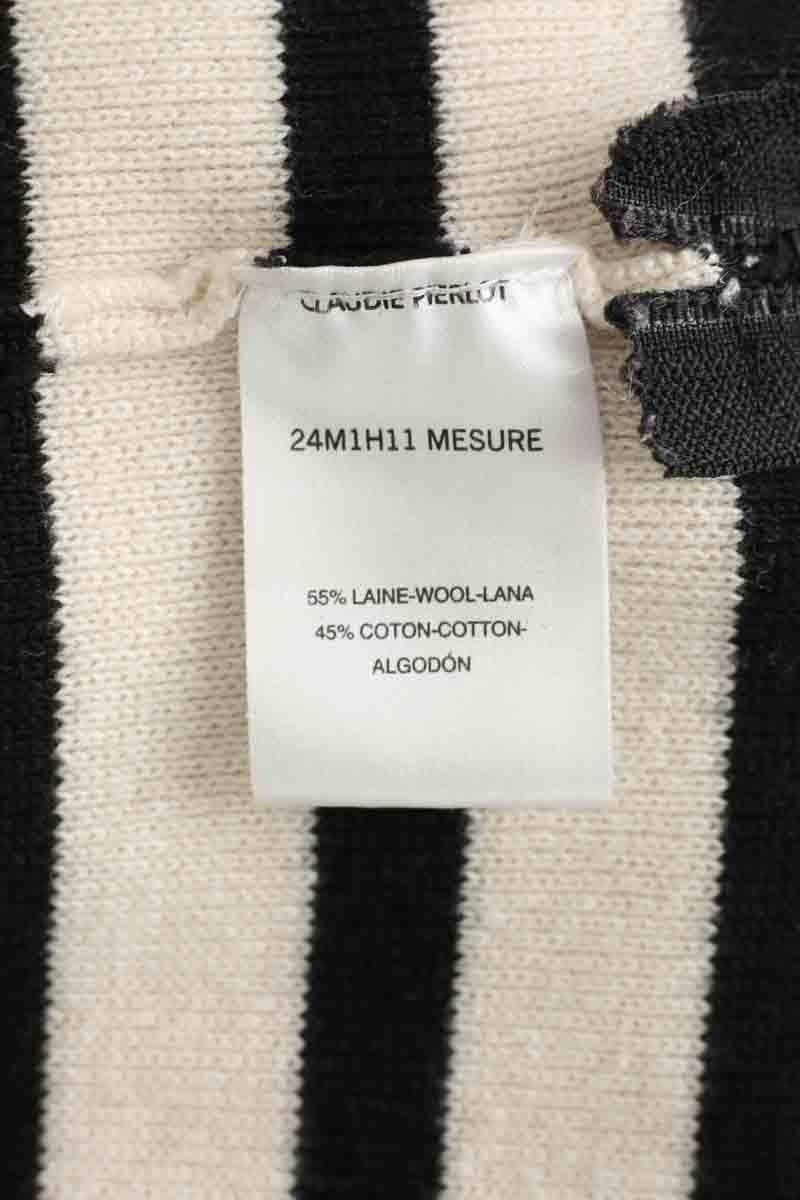 CLAUDIE PIERLOT
24M1H11 MESURE
55% LAINE-WOOL-LANA
45% COTON-COTTON-
ALGODÓN